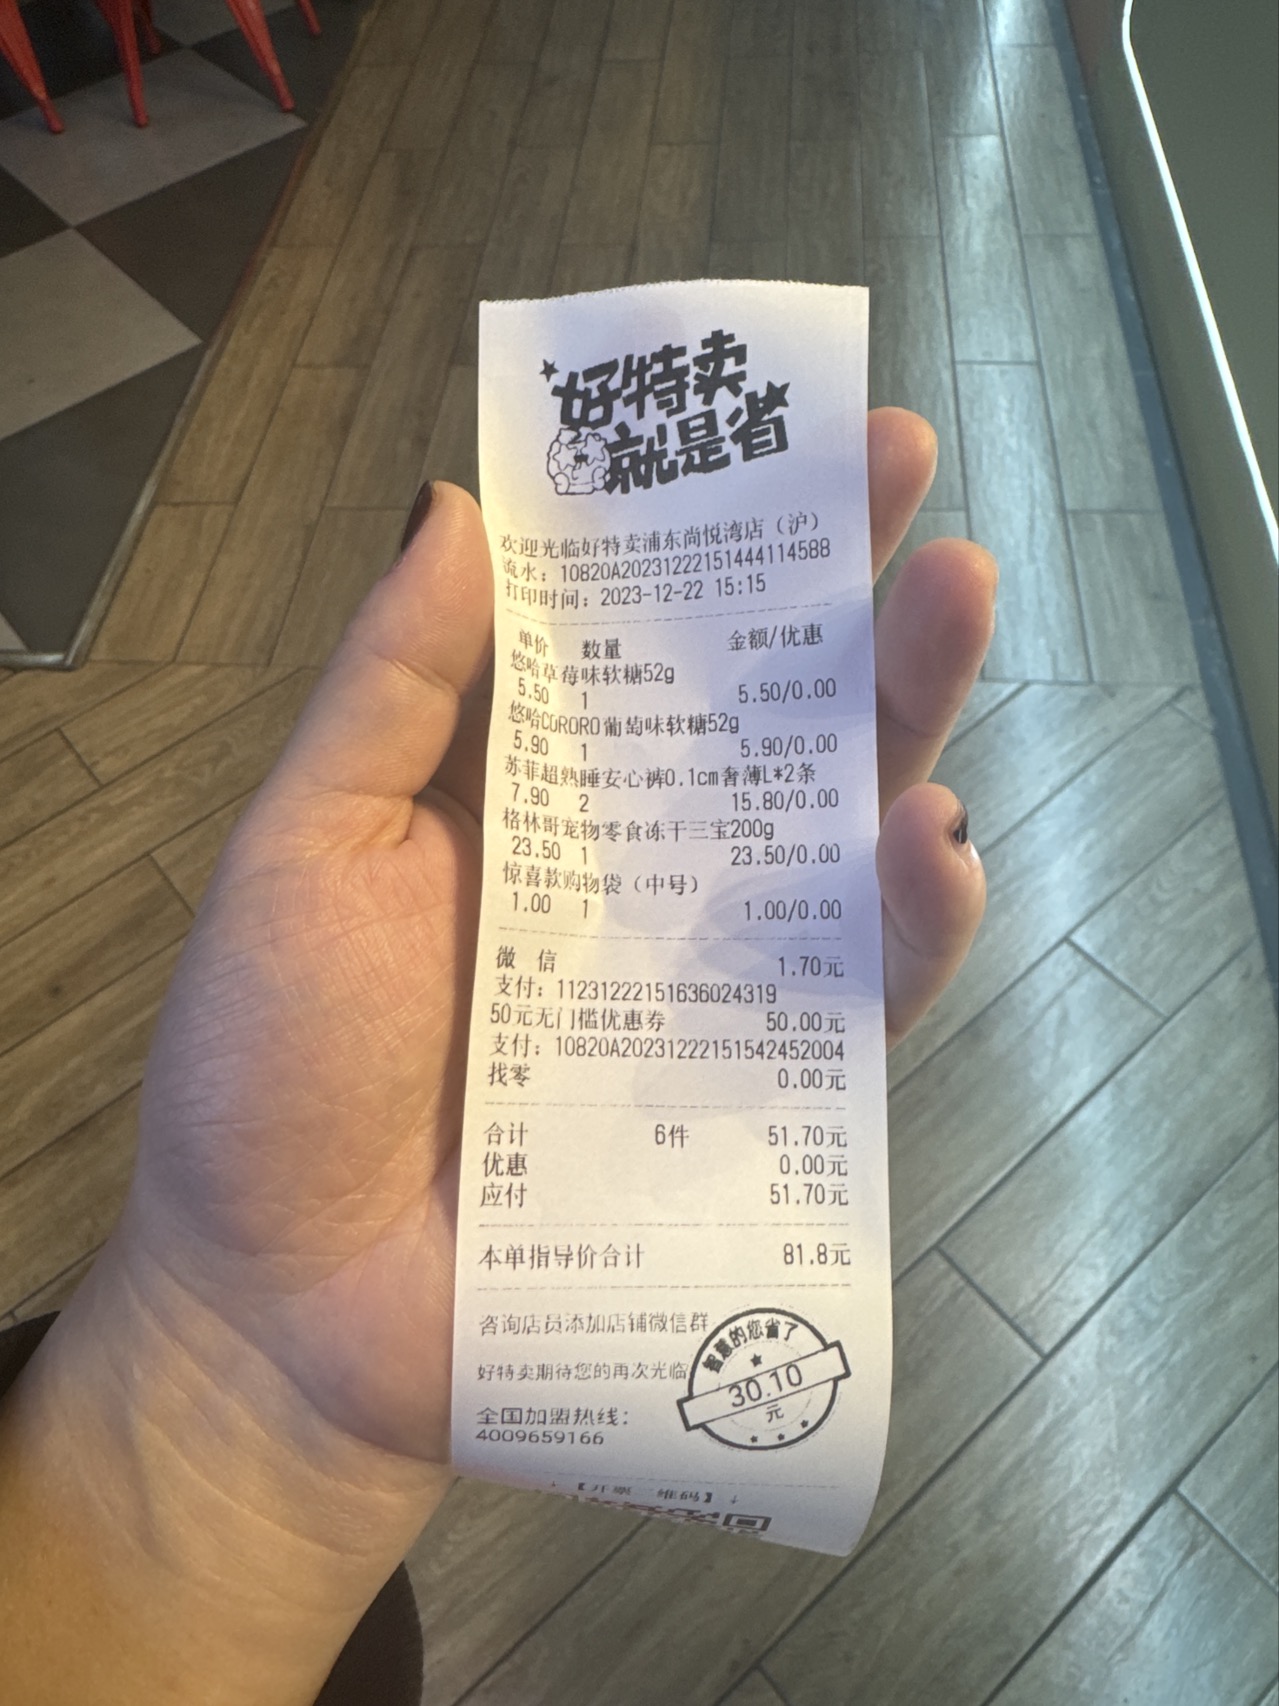 好特卖
就是省
欢迎光临好特卖浦东尚悦湾店（沪）
流水：10820A20231222151444114588
打印时间：2023-12-22 15:15
单价 数量 金额/优惠
悠哈草莓味软糖52g
5.50 1 5.50/0.00
悠哈CORORO葡萄味软糖52g
5.90 1 5.90/0.00
苏菲超熟睡安心裤0.1cm奢薄L*2条
7.90 2 15.80/0.00
格林哥宠物零食冻干三宝200g
23.50 1 23.50/0.00
惊喜款购物袋（中号）
1.00 1 1.00/0.00
微 信 1.70元
支付：11231222151636024319
50元无门槛优惠券 50.00元
支付：10820A20231222151542452004
找零 0.00元
合计 6件 51.70元
优惠 0.00元
应付 51.70元
本单指导价合计 81.8元
咨询店员添加店铺微信群
好特卖期待您的再次光临
全国加盟热线：
4009659166
智慧的您省了
30.10
元